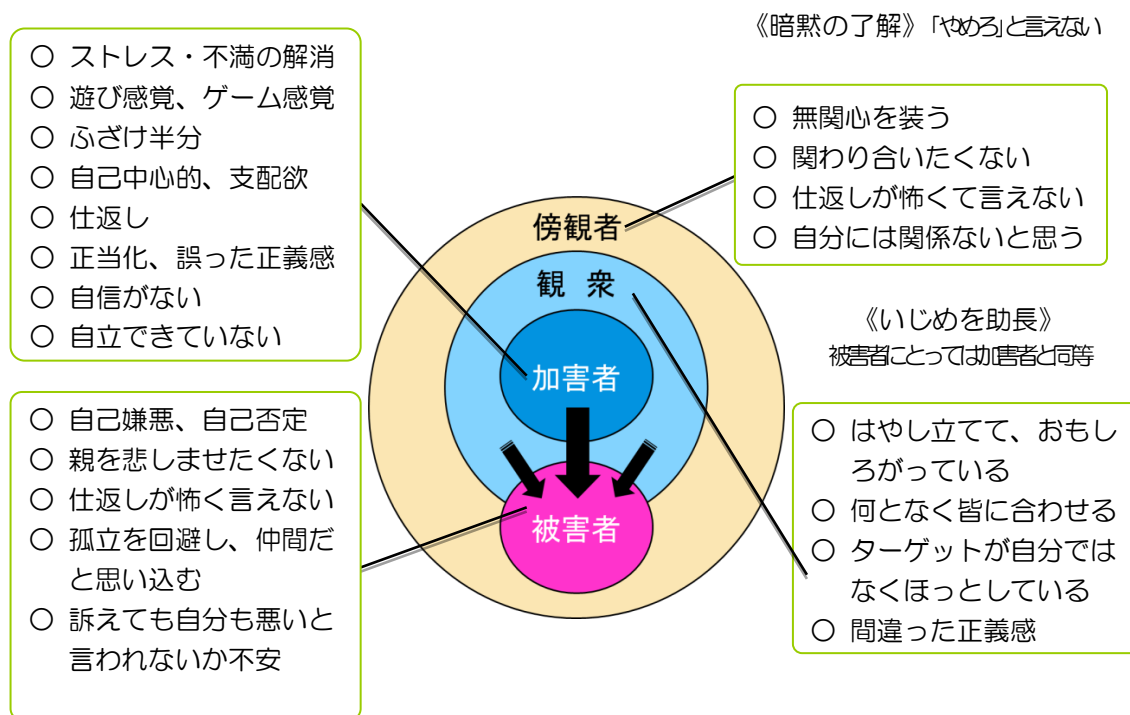 《暗黙の了解》「やめろ」と言えない
〇 ストレス・不満の解消
〇 遊び感覚、ゲーム感覚
〇 ふざけ半分
〇 自己中心的、支配欲
〇 仕返し
〇 正当化、誤った正義感
〇 自信がない
〇 自立できていない
〇 無関心を装う
〇 関わり合いたくない
〇 仕返しが怖くて言えない
〇 自分には関係ないと思う
傍観者
観 衆
加害者
被害者
《いじめを助長》
被害者にとっては加害者と同等
〇 自己嫌悪、自己否定
〇 親を悲しませたくない
〇 仕返しが怖く言えない
〇 孤立を回避し、仲間だ
と思い込む
〇 訴えても自分も悪いと
言われないか不安
〇 はやし立てて、おもし
ろがっている
〇 何となく皆に合わせる
〇 ターゲットが自分では
なくほっとしている
〇 間違った正義感